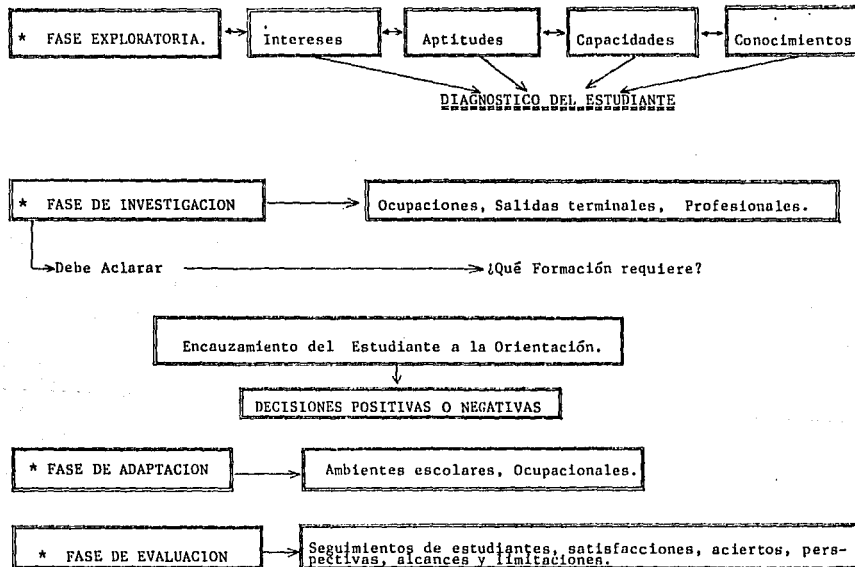 * FASE EXPLORATORIA. Intereses Aptitudes Capacidades Conocimientos
DIAGNOSTICO DEL ESTUDIANTE
* FASE DE INVESTIGACION Ocupaciones, Salidas terminales, Profesionales.
Debe Aclarar ¿Qué Formación requiere?
Encauzamiento del Estudiante a la Orientación.
DECISIONES POSITIVAS O NEGATIVAS
* FASE DE ADAPTACION Ambientes escolares, Ocupacionales.
* FASE DE EVALUACION Seguimientos de estudiantes, satisfacciones, aciertos, pers-
pectivas, alcances y limitaciones.